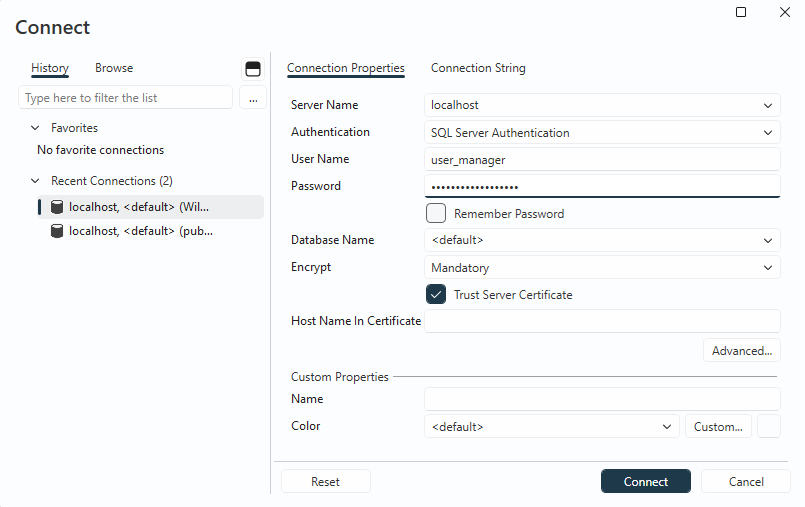 Connect
History
Browse
Type here to filter the list
...
Favorites
No favorite connections
Recent Connections (2)
localhost, <default> (Wil...
localhost, <default> (pub...
Connection Properties
Connection String
Server Name
localhost
Authentication
SQL Server Authentication
User Name
user_manager
Password
••••••••••••••••••
Remember Password
Database Name
<default>
Encrypt
Mandatory
Trust Server Certificate
Host Name In Certificate
Advanced...
Custom Properties
Name
Color
<default>
Custom...
Reset
Connect
Cancel